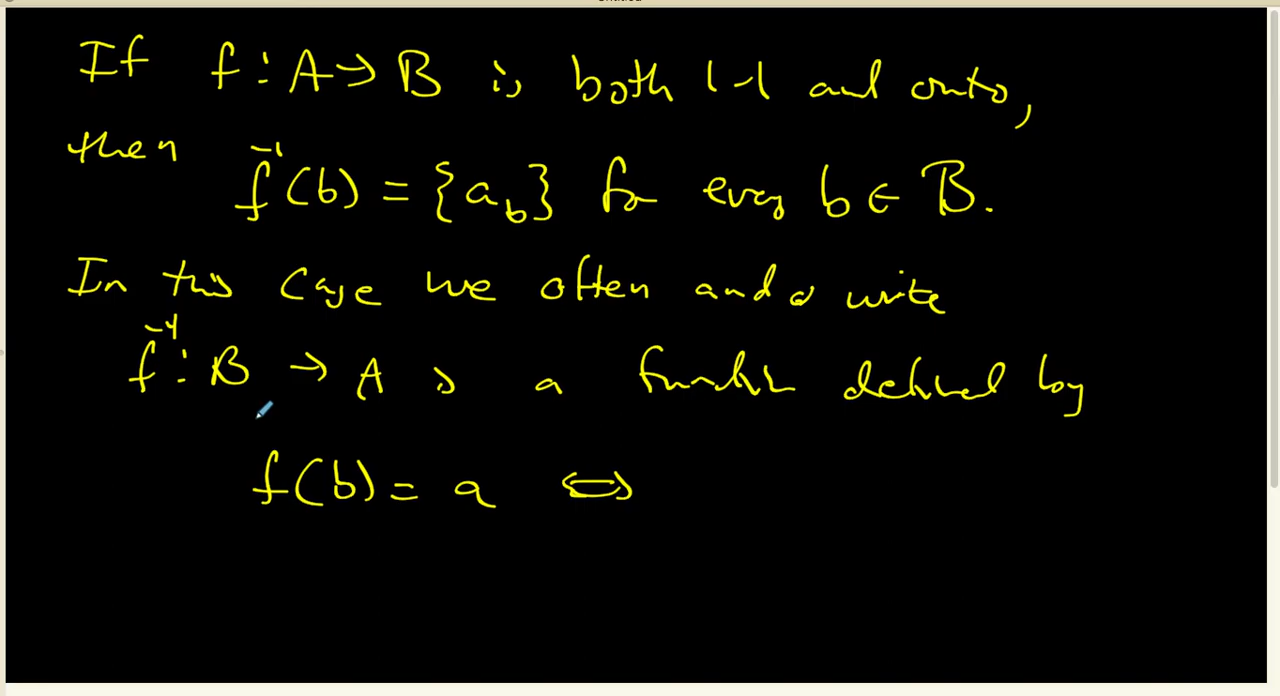 If f : A → B is both 1-1 and onto,
then f⁻¹(b) = {a_b} for every b ∈ B.
In this case we often and write
f⁻¹ : B → A is a function defined by
f(b) = a ⇔